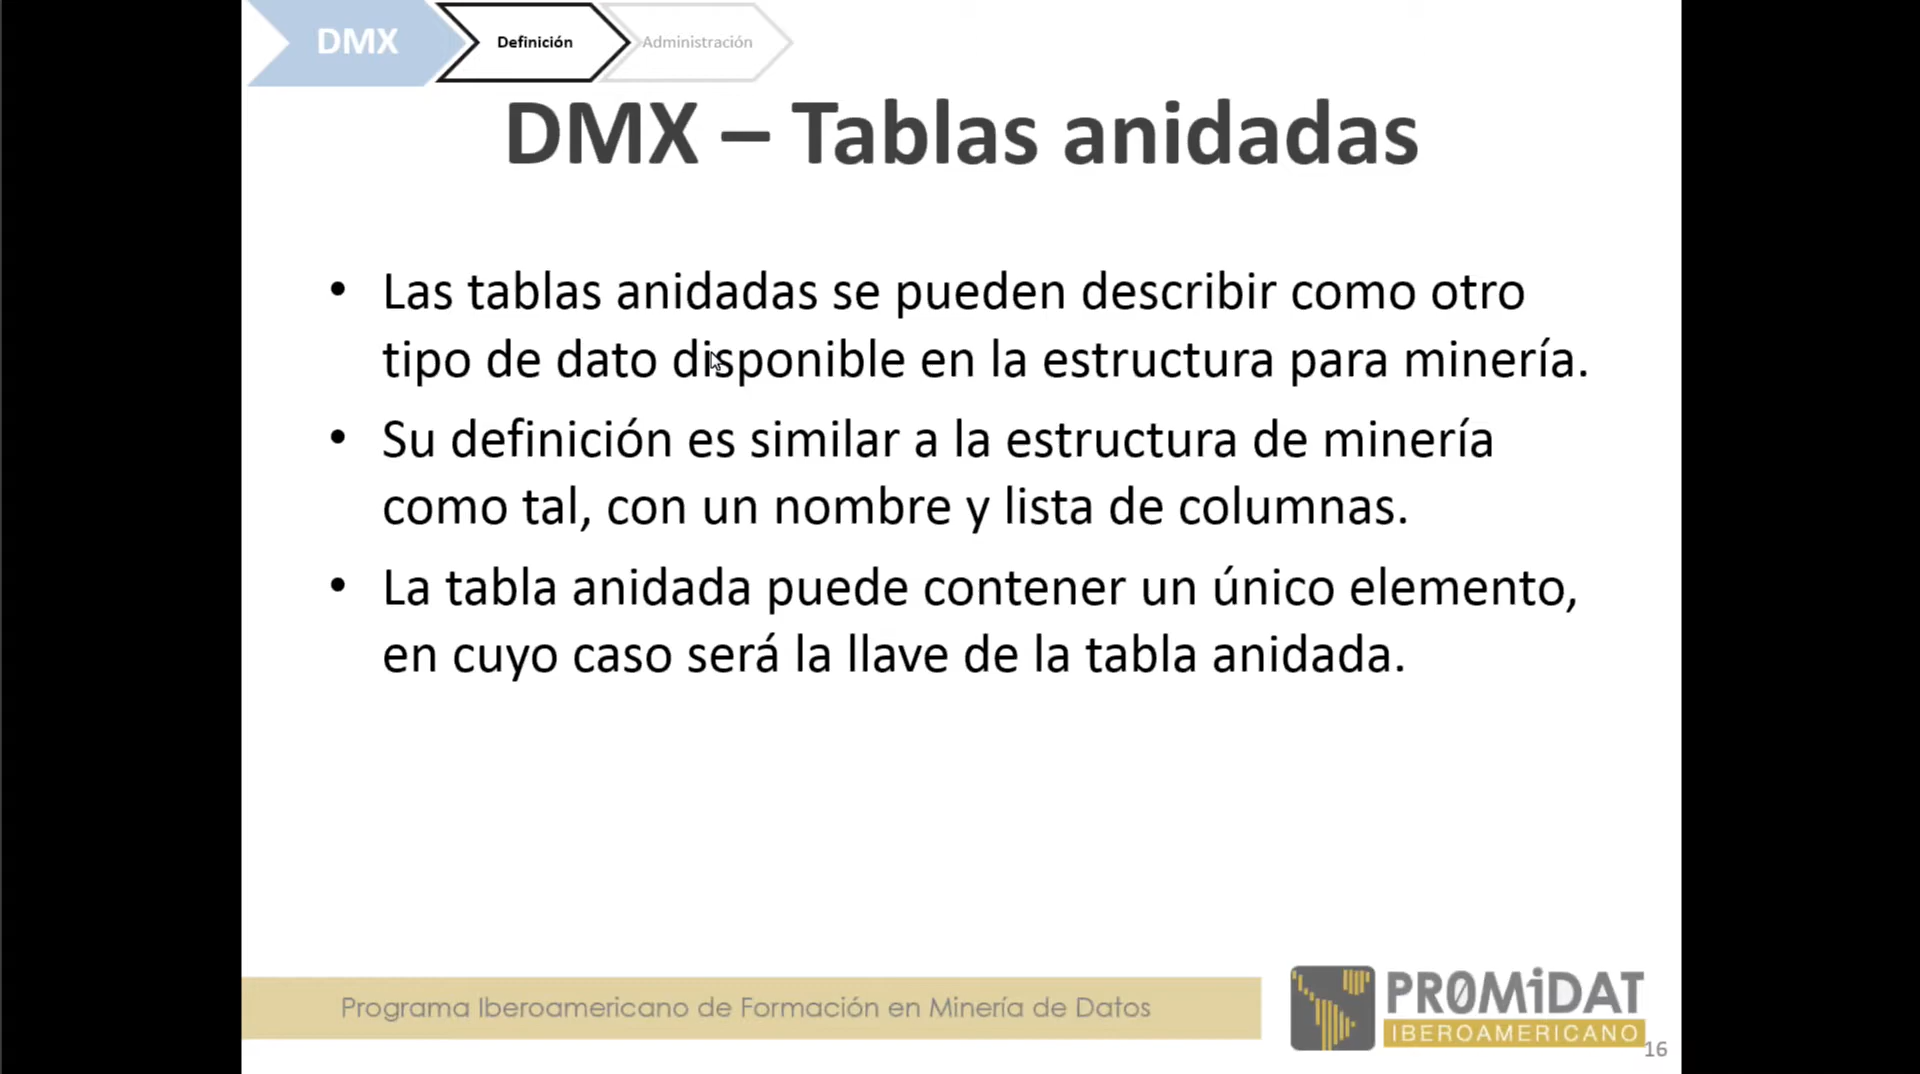 DMX
Definición
Administración
DMX – Tablas anidadas
• Las tablas anidadas se pueden describir como otro
tipo de dato disponible en la estructura para minería.
• Su definición es similar a la estructura de minería
como tal, con un nombre y lista de columnas.
• La tabla anidada puede contener un único elemento,
en cuyo caso será la llave de la tabla anidada.
Programa Iberoamericano de Formación en Minería de Datos
PR0MiDAT
IBEROAMERICANO
16